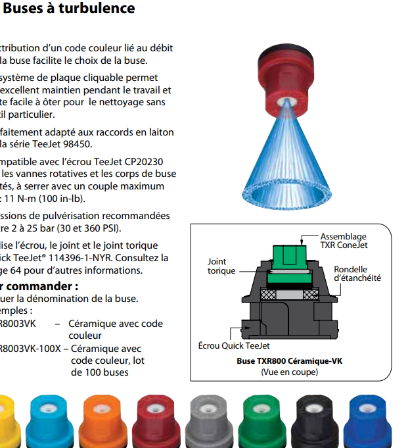 Buses à turbulence
tribution d'un code couleur lié au débit
la buse facilite le choix de la buse.
système de plaque cliquable permet
excellent maintien pendant le travail et
te facile à ôter pour le nettoyage sans
til particulier.
faitement adapté aux raccords en laiton
la série TeeJet 98450.
mpatible avec l'écrou TeeJet CP20230
les vannes rotatives et les corps de buse
tés, à serrer avec un couple maximum
: 11 N-m (100 in-lb).
essions de pulvérisation recommandées
re 2 à 25 bar (30 et 360 PSI).
lise l'écrou, le joint et le joint torique
ick TeeJet® 114396-1-NYR. Consultez la
ge 64 pour d'autres informations.
r commander :
uer la dénomination de la buse.
emples :
R8003VK – Céramique avec code
couleur
R8003VK-100X – Céramique avec
code couleur, lot
de 100 buses
Assemblage
TXR ConeJet
Joint
torique
Rondelle
d'étanchéité
Écrou Quick TeeJet
Buse TXR800 Céramique-VK
(Vue en coupe)